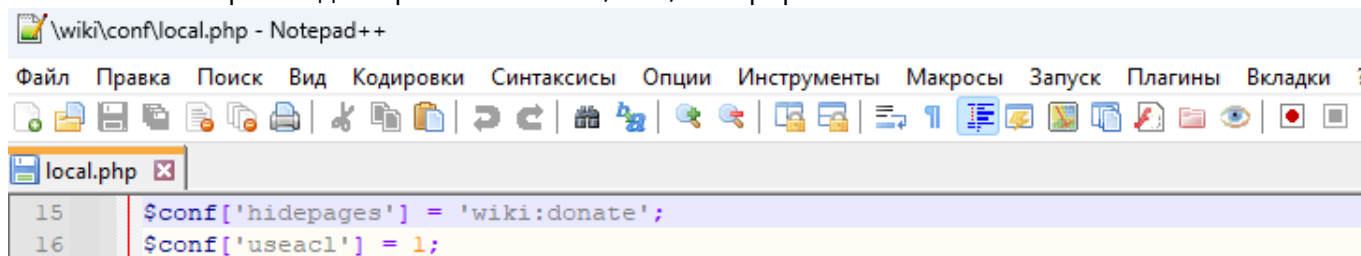 \wiki\conf\local.php - Notepad++
Файл Правка Поиск Вид Кодировки Синтаксисы Опции Инструменты Макросы Запуск Плагины Вкладки
local.php
15 $conf['hidepages'] = 'wiki:donate';
16 $conf['useacl'] = 1;